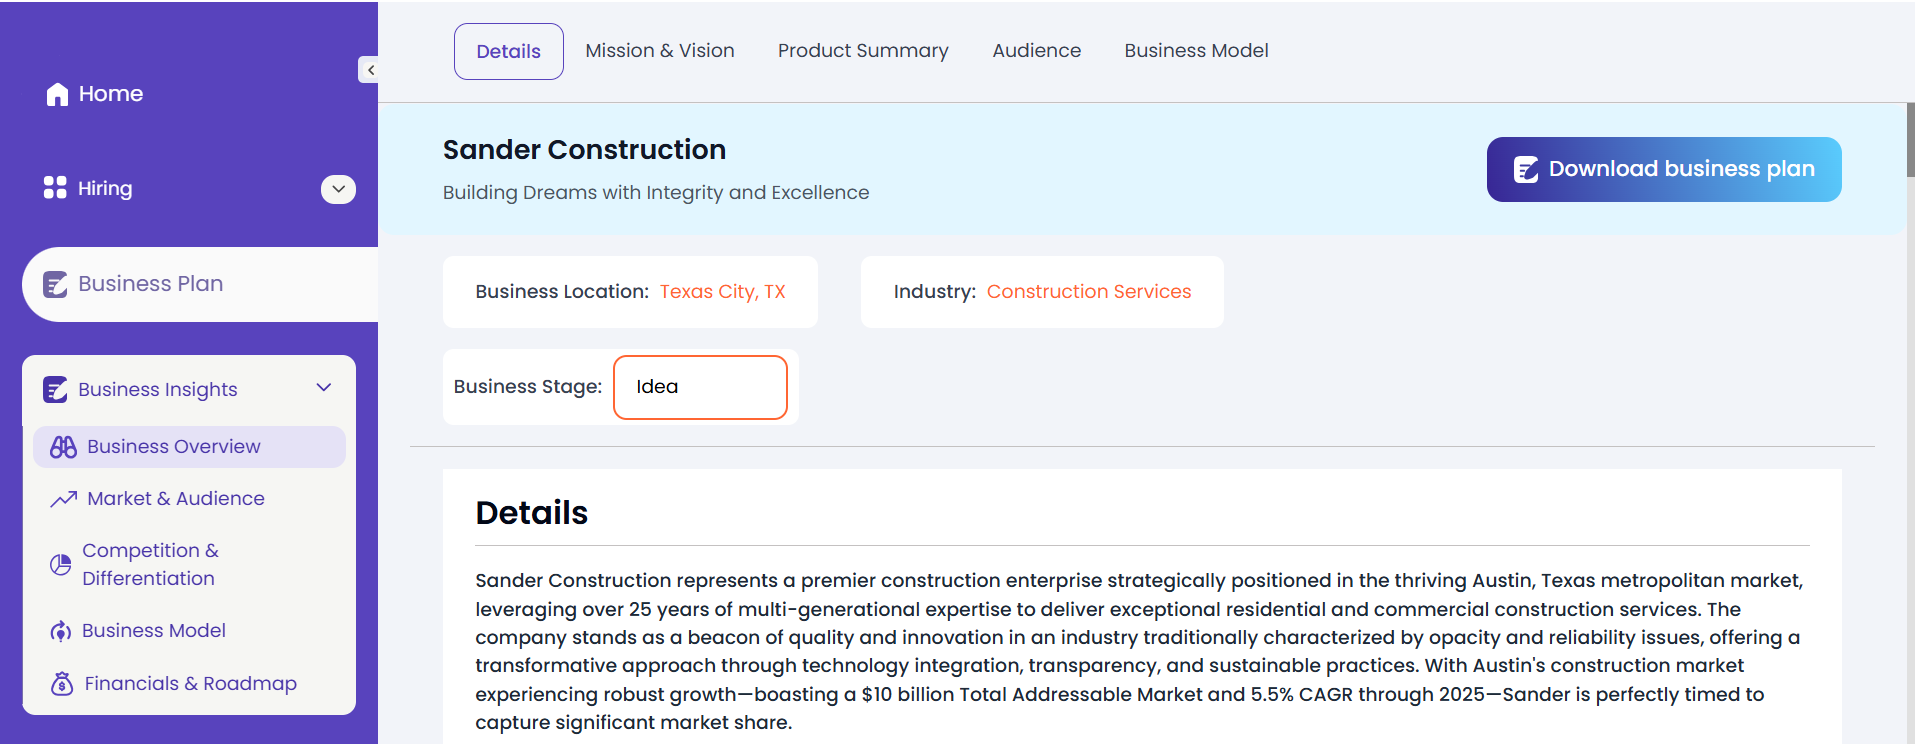 Home
Hiring
Business Plan
Business Insights
Business Overview
Market & Audience
Competition &
Differentiation
Business Model
Financials & Roadmap
Details
Mission & Vision
Product Summary
Audience
Business Model
Sander Construction
Building Dreams with Integrity and Excellence
Download business plan
Business Location: Texas City, TX
Industry: Construction Services
Business Stage: Idea
Details
Sander Construction represents a premier construction enterprise strategically positioned in the thriving Austin, Texas metropolitan market,
leveraging over 25 years of multi-generational expertise to deliver exceptional residential and commercial construction services. The
company stands as a beacon of quality and innovation in an industry traditionally characterized by opacity and reliability issues, offering a
transformative approach through technology integration, transparency, and sustainable practices. With Austin's construction market
experiencing robust growth—boasting a $10 billion Total Addressable Market and 5.5% CAGR through 2025—Sander is perfectly timed to
capture significant market share.